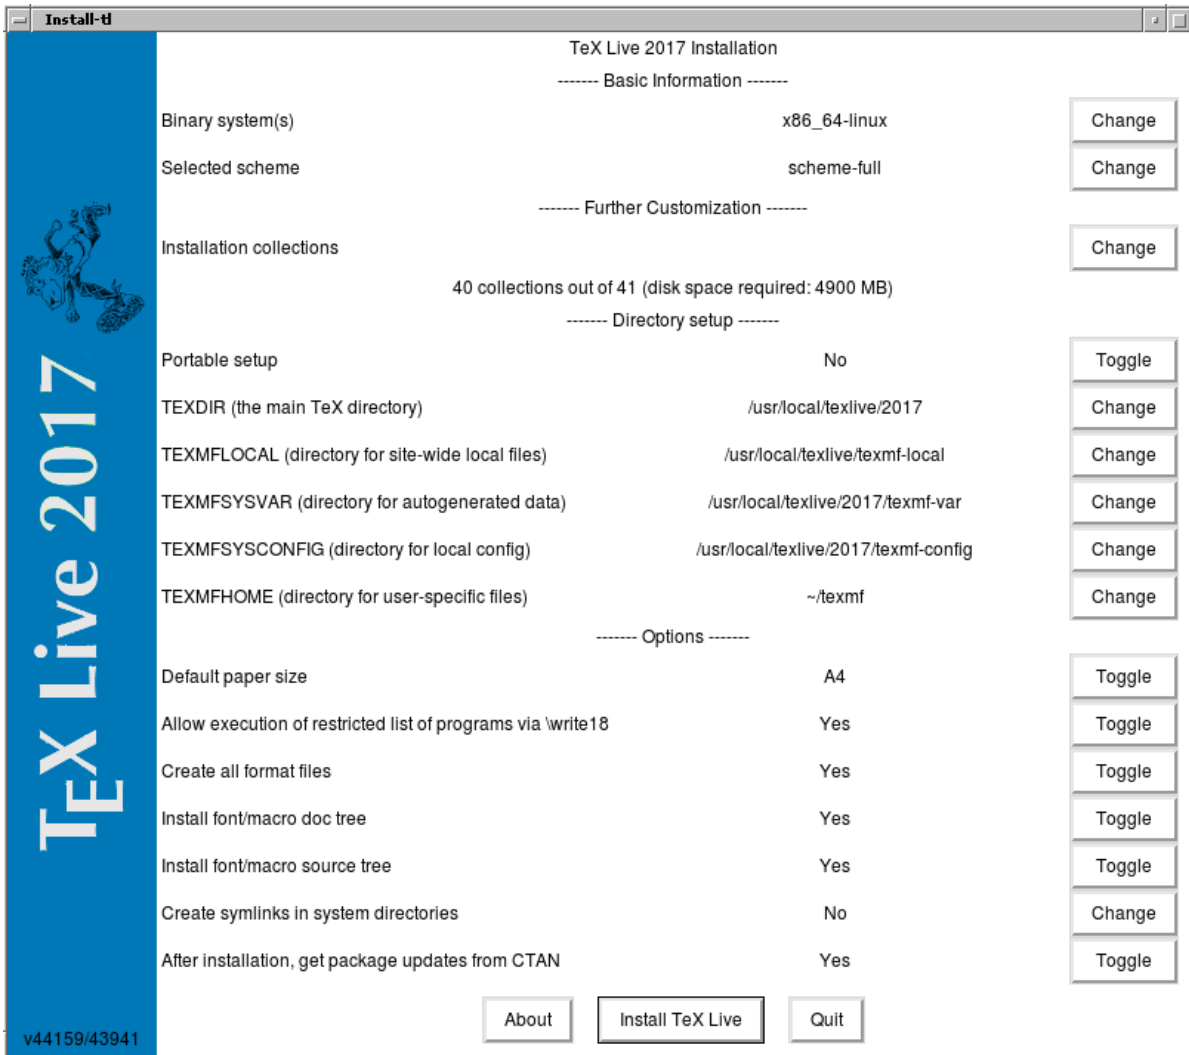 Install-tl
TeX Live 2017 Installation
------- Basic Information -------
Binary system(s) x86_64-linux Change
Selected scheme scheme-full Change
------- Further Customization -------
Installation collections Change
40 collections out of 41 (disk space required: 4900 MB)
------- Directory setup -------
Portable setup No Toggle
TEXDIR (the main TeX directory) /usr/local/texlive/2017 Change
TEXMFLOCAL (directory for site-wide local files) /usr/local/texlive/texmf-local Change
TEXMFSYSVAR (directory for autogenerated data) /usr/local/texlive/2017/texmf-var Change
TEXMFSYSCONFIG (directory for local config) /usr/local/texlive/2017/texmf-config Change
TEXMFHOME (directory for user-specific files) ~/texmf Change
------- Options -------
Default paper size A4 Toggle
Allow execution of restricted list of programs via \write18 Yes Toggle
Create all format files Yes Toggle
Install font/macro doc tree Yes Toggle
Install font/macro source tree Yes Toggle
Create symlinks in system directories No Change
After installation, get package updates from CTAN Yes Toggle
About Install TeX Live Quit
TEX Live 2017
v44159/43941